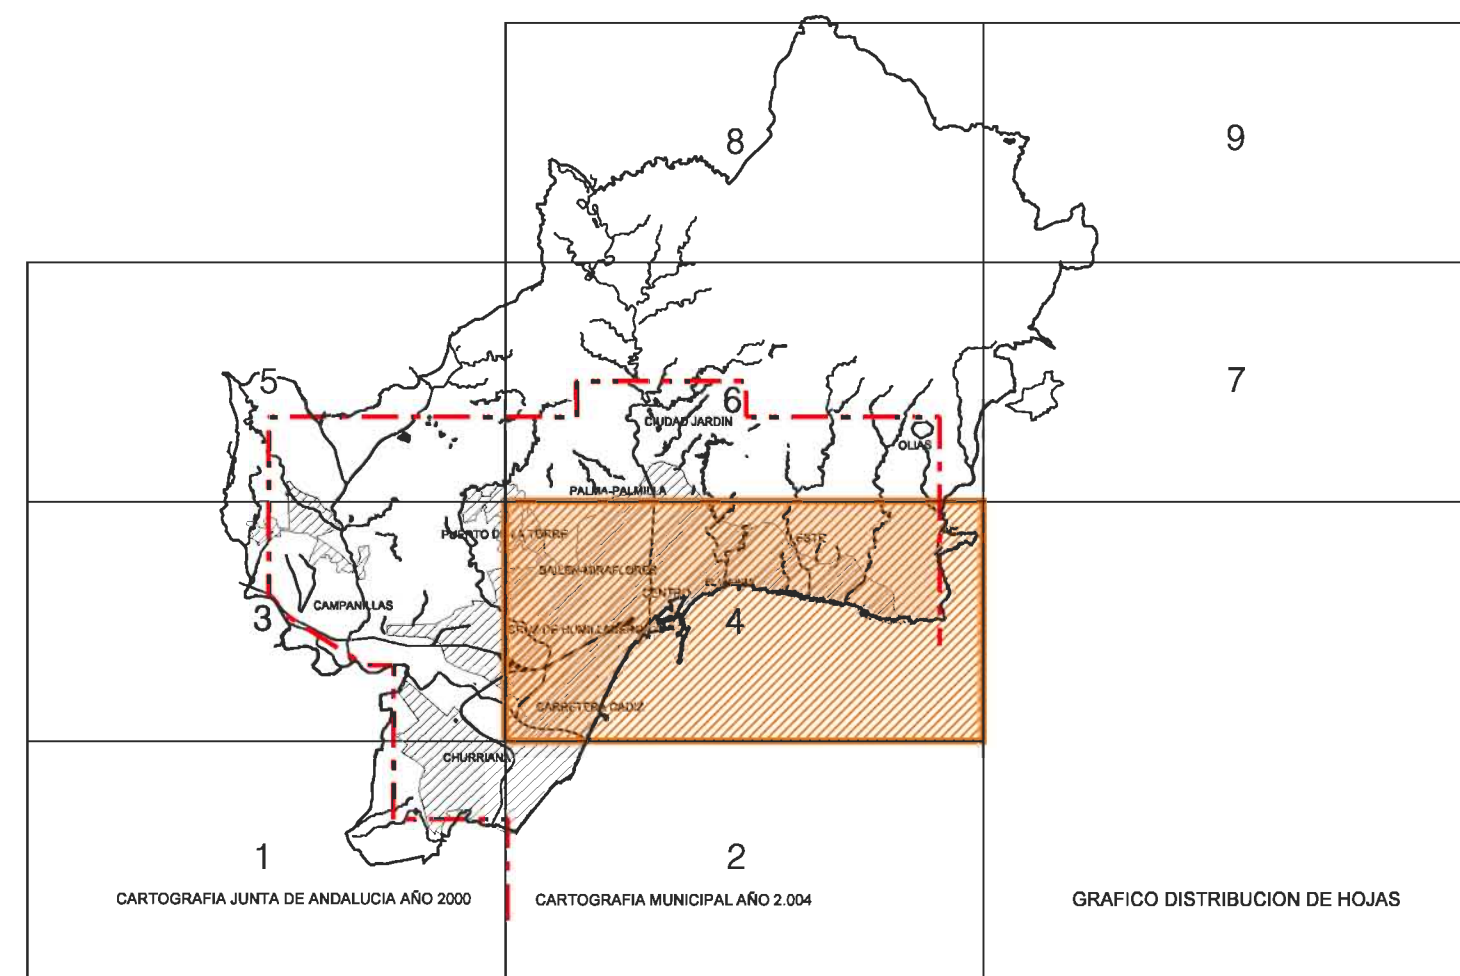 8
9
5
6
7
CIUDAD JARDIN
OLIAS
PALMA-PALMILLA
PUERTO DE LA TORRE
ESTE
BAILEN-MIRAFLORES
CENTRO
CAMPANILLAS
3
4
CRUZ DE HUMILLADERO
CARRETERA CADIZ
CHURRIANA
1
2
CARTOGRAFIA JUNTA DE ANDALUCIA AÑO 2000
CARTOGRAFIA MUNICIPAL AÑO 2.004
GRAFICO DISTRIBUCION DE HOJAS